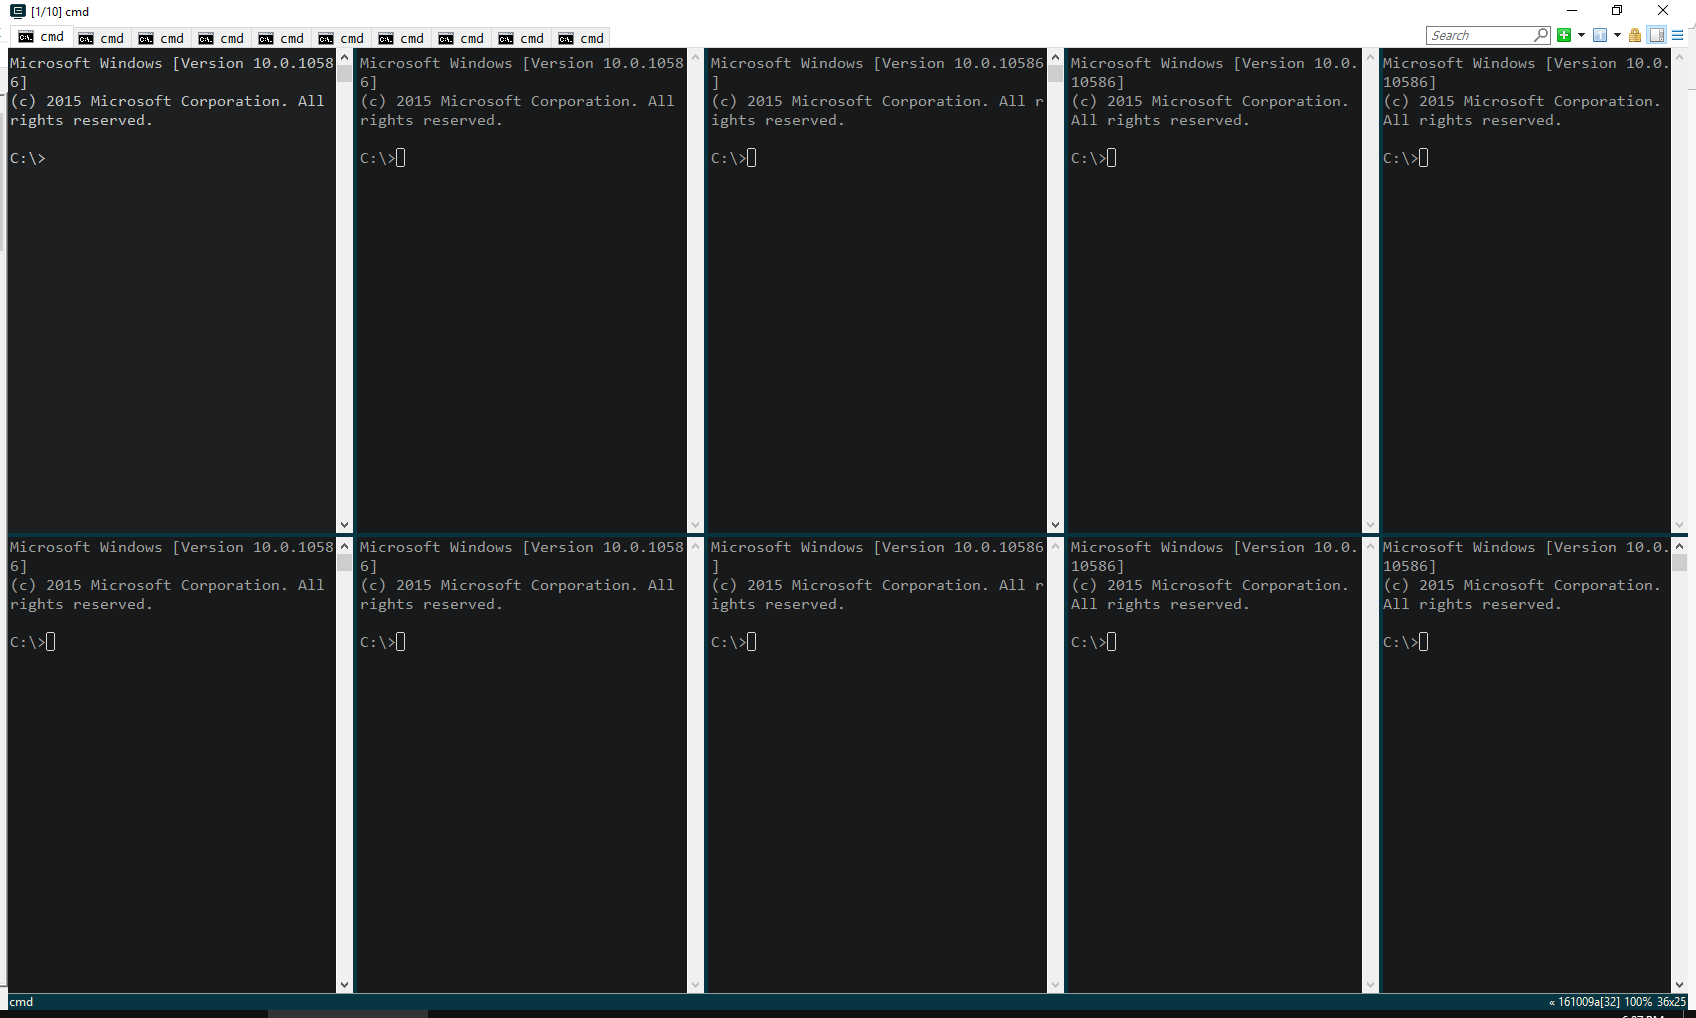 [1/10] cmd
cmd cmd cmd cmd cmd cmd cmd cmd cmd cmd
Search
Microsoft Windows [Version 10.0.1058
6]
(c) 2015 Microsoft Corporation. All
rights reserved.
C:\>
Microsoft Windows [Version 10.0.1058
6]
(c) 2015 Microsoft Corporation. All
rights reserved.
C:\>
Microsoft Windows [Version 10.0.10586
]
(c) 2015 Microsoft Corporation. All r
ights reserved.
C:\>
Microsoft Windows [Version 10.0.
10586]
(c) 2015 Microsoft Corporation.
All rights reserved.
C:\>
Microsoft Windows [Version 10.0.
10586]
(c) 2015 Microsoft Corporation.
All rights reserved.
C:\>
Microsoft Windows [Version 10.0.1058
6]
(c) 2015 Microsoft Corporation. All
rights reserved.
C:\>
Microsoft Windows [Version 10.0.1058
6]
(c) 2015 Microsoft Corporation. All
rights reserved.
C:\>
Microsoft Windows [Version 10.0.10586
]
(c) 2015 Microsoft Corporation. All r
ights reserved.
C:\>
Microsoft Windows [Version 10.0.
10586]
(c) 2015 Microsoft Corporation.
All rights reserved.
C:\>
Microsoft Windows [Version 10.0.
10586]
(c) 2015 Microsoft Corporation.
All rights reserved.
C:\>
cmd
« 161009a[32] 100% 36x25